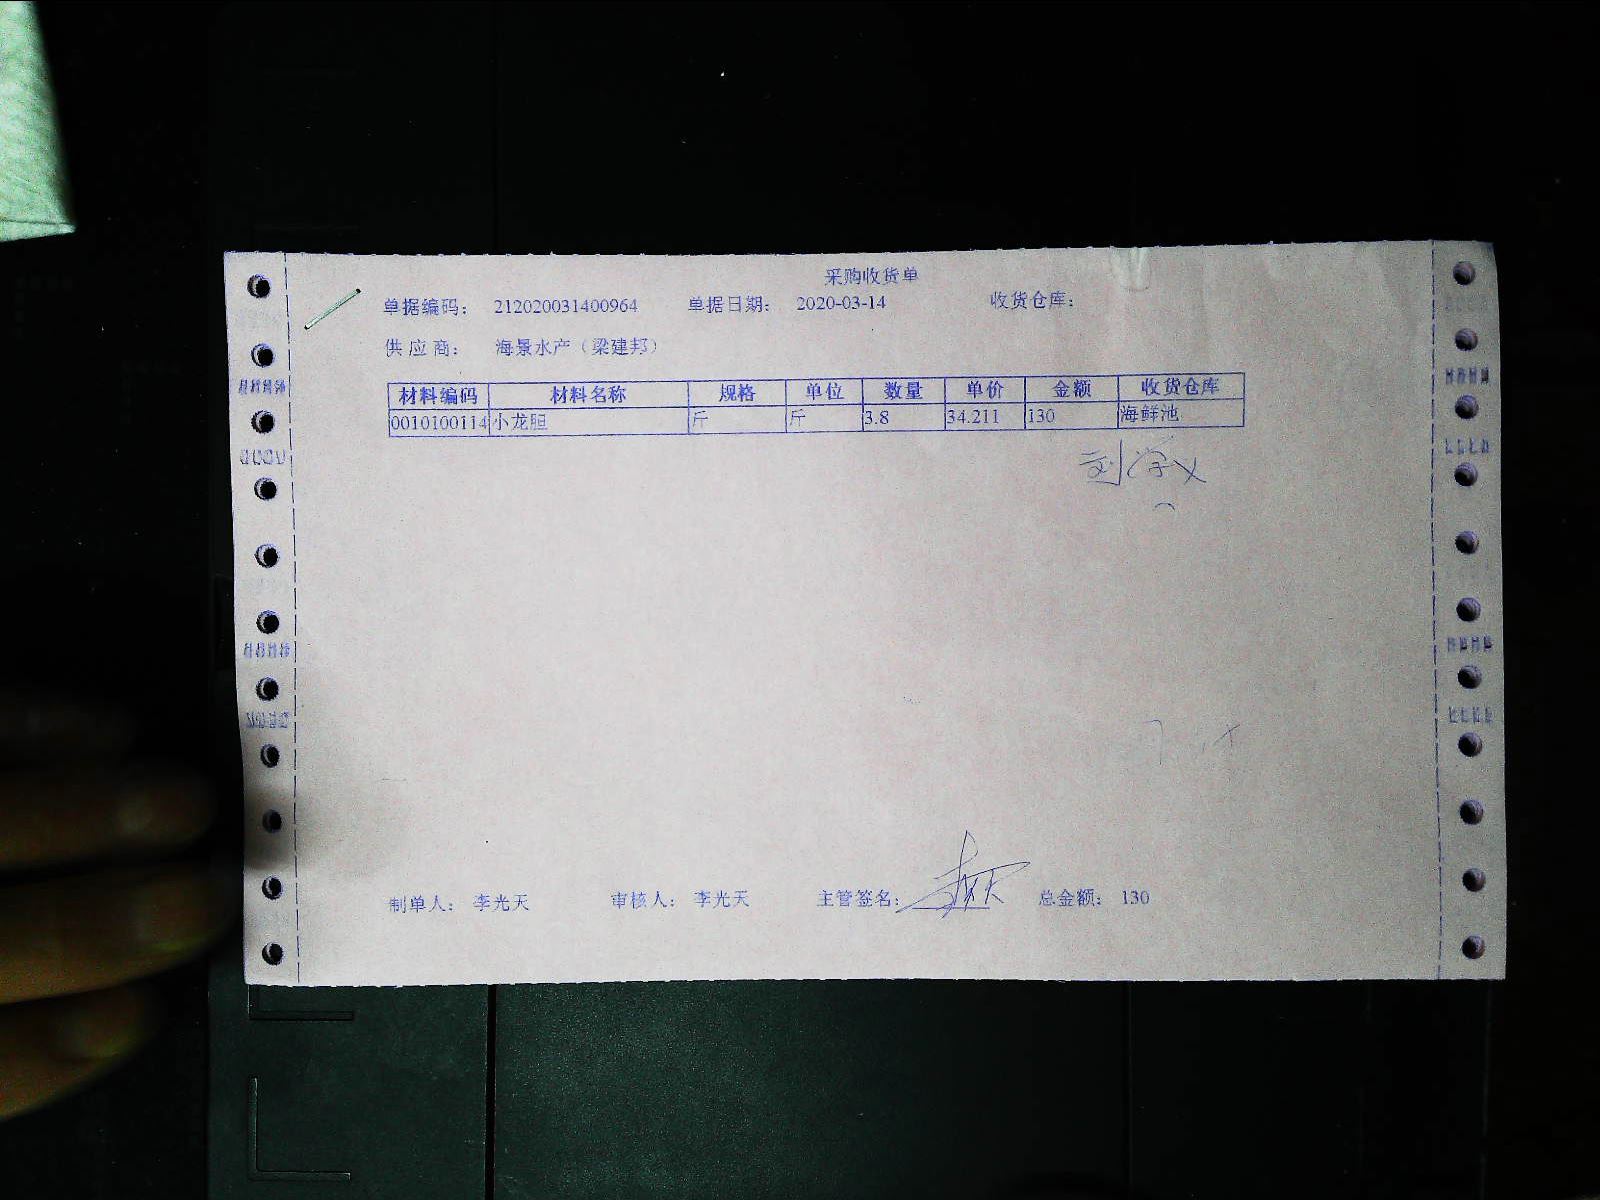 采购收货单
单据编码： 212020031400964 单据日期： 2020-03-14 收货仓库：
供应商： 海景水产（梁建邦）
材料编码 材料名称 规格 单位 数量 单价 金额 收货仓库
0010100114 小龙胆 斤 斤 3.8 34.211 130 海鲜池
制单人： 李光天 审核人： 李光天 主管签名： 总金额： 130